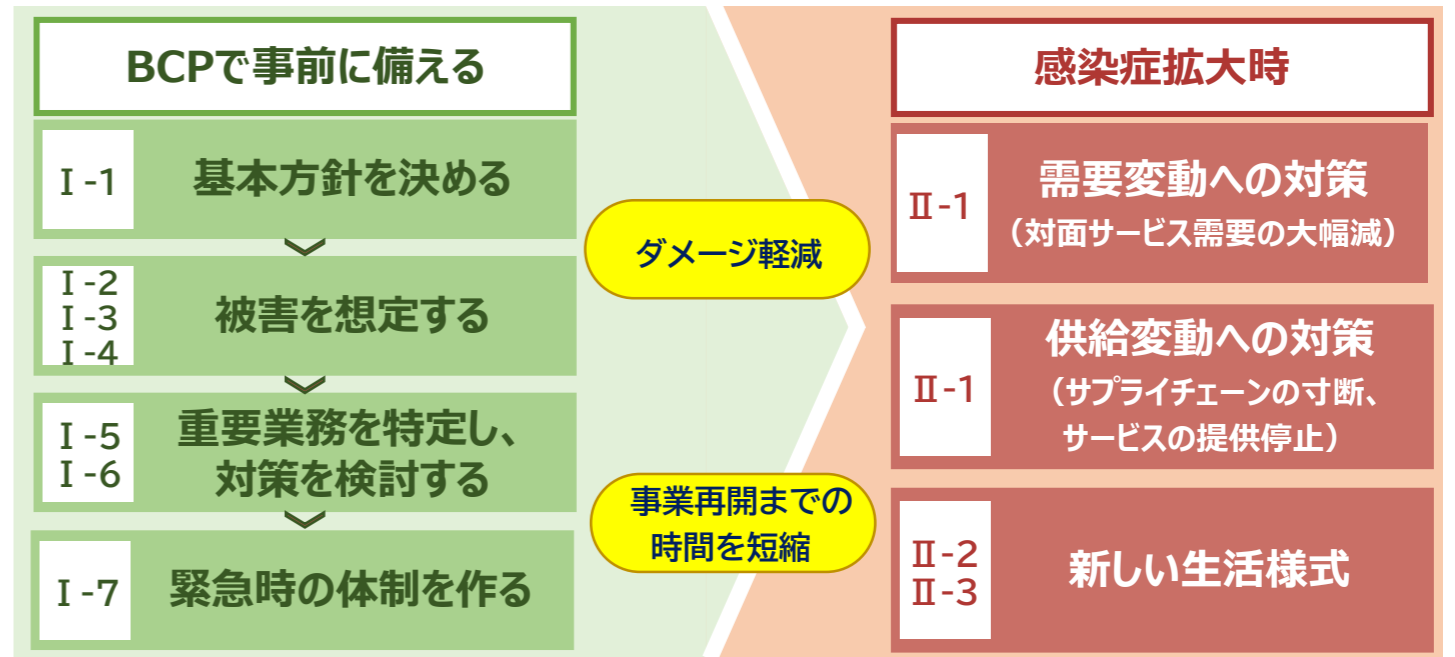 BCPで事前に備える
Ⅰ-1
基本方針を決める
Ⅰ-2
Ⅰ-3
Ⅰ-4
被害を想定する
Ⅰ-5
Ⅰ-6
重要業務を特定し、
対策を検討する
Ⅰ-7
緊急時の体制を作る
ダメージ軽減
事業再開までの
時間を短縮
感染症拡大時
Ⅱ-1
需要変動への対策
（対面サービス需要の大幅減）
Ⅱ-1
供給変動への対策
（サプライチェーンの寸断、
サービスの提供停止）
Ⅱ-2
Ⅱ-3
新しい生活様式